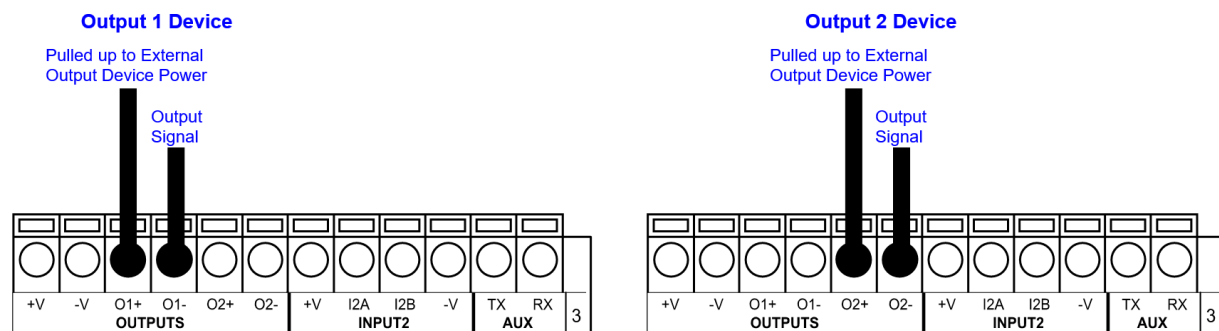 Output 1 Device
Pulled up to External
Output Device Power
Output
Signal
+V -V O1+ O1- O2+ O2- +V I2A I2B -V TX RX
OUTPUTS INPUT2 AUX 3
Output 2 Device
Pulled up to External
Output Device Power
Output
Signal
+V -V O1+ O1- O2+ O2- +V I2A I2B -V TX RX
OUTPUTS INPUT2 AUX 3